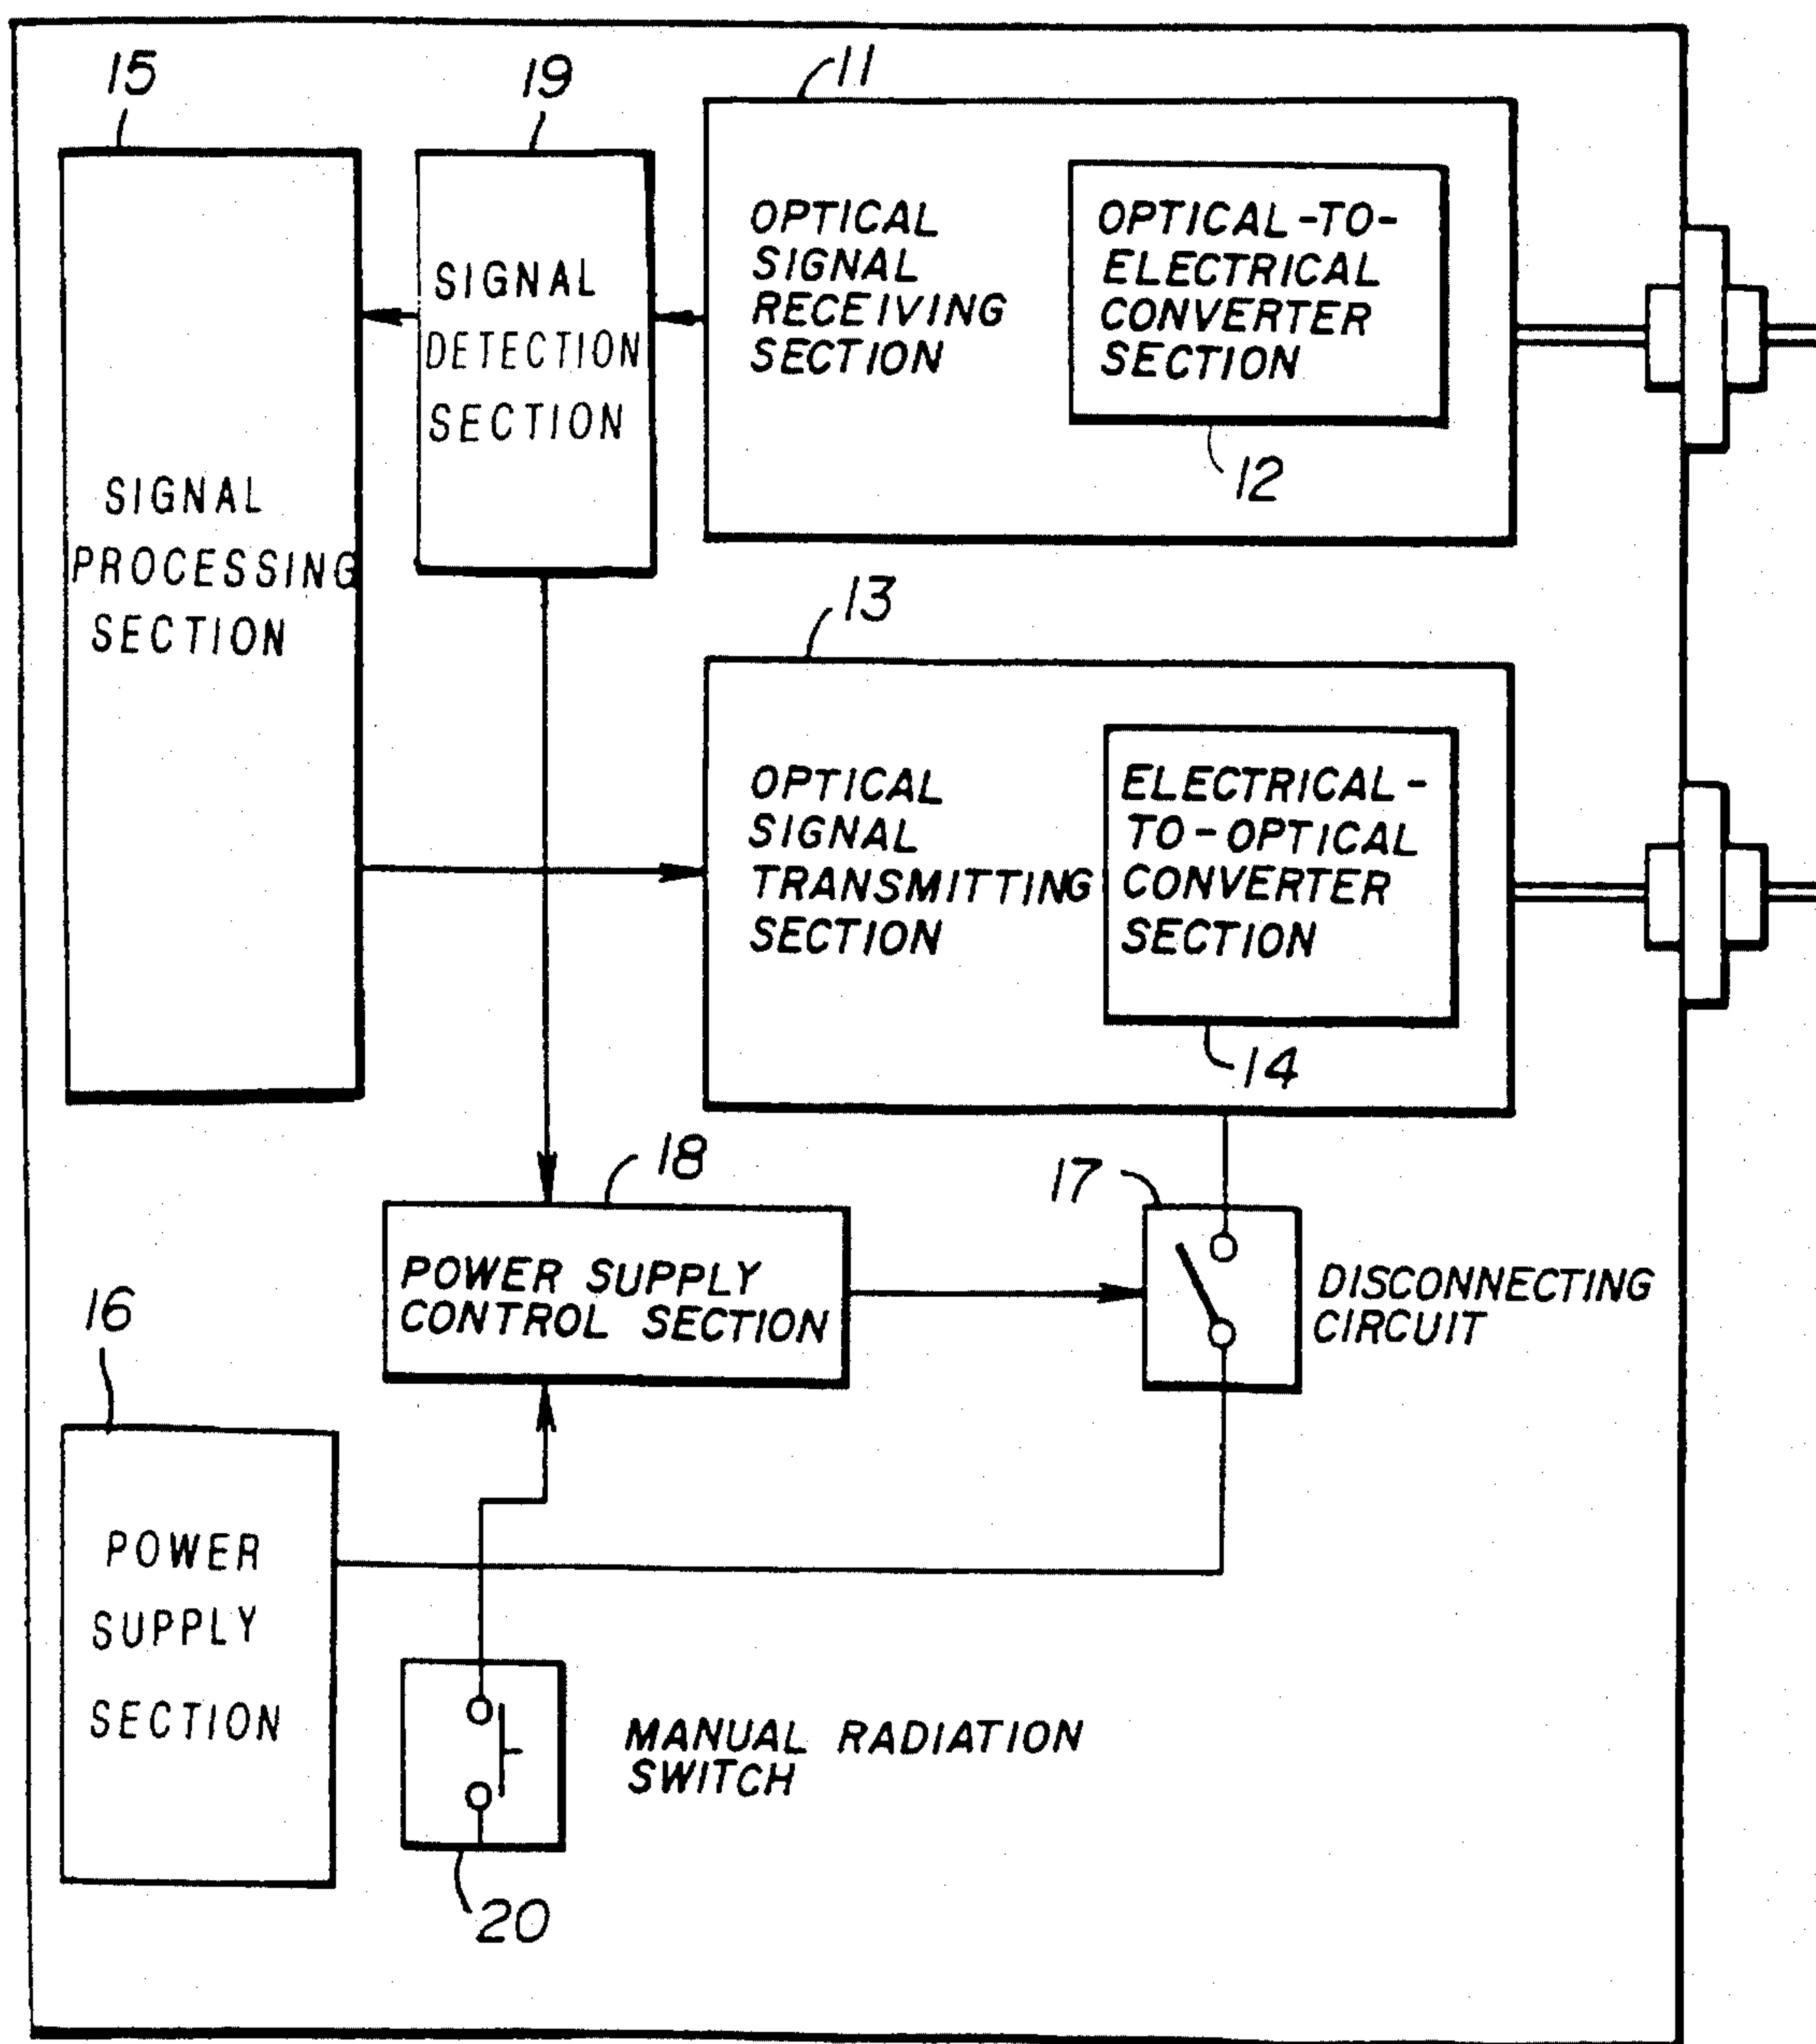 15
19
11
OPTICAL
SIGNAL
RECEIVING
SECTION
OPTICAL-TO-
ELECTRICAL
CONVERTER
SECTION
12
SIGNAL
DETECTION
SECTION
SIGNAL
PROCESSING
SECTION
13
OPTICAL
SIGNAL
TRANSMITTING
SECTION
ELECTRICAL-
TO-OPTICAL
CONVERTER
SECTION
14
18
17
POWER SUPPLY
CONTROL SECTION
DISCONNECTING
CIRCUIT
16
POWER
SUPPLY
SECTION
MANUAL RADIATION
SWITCH
20